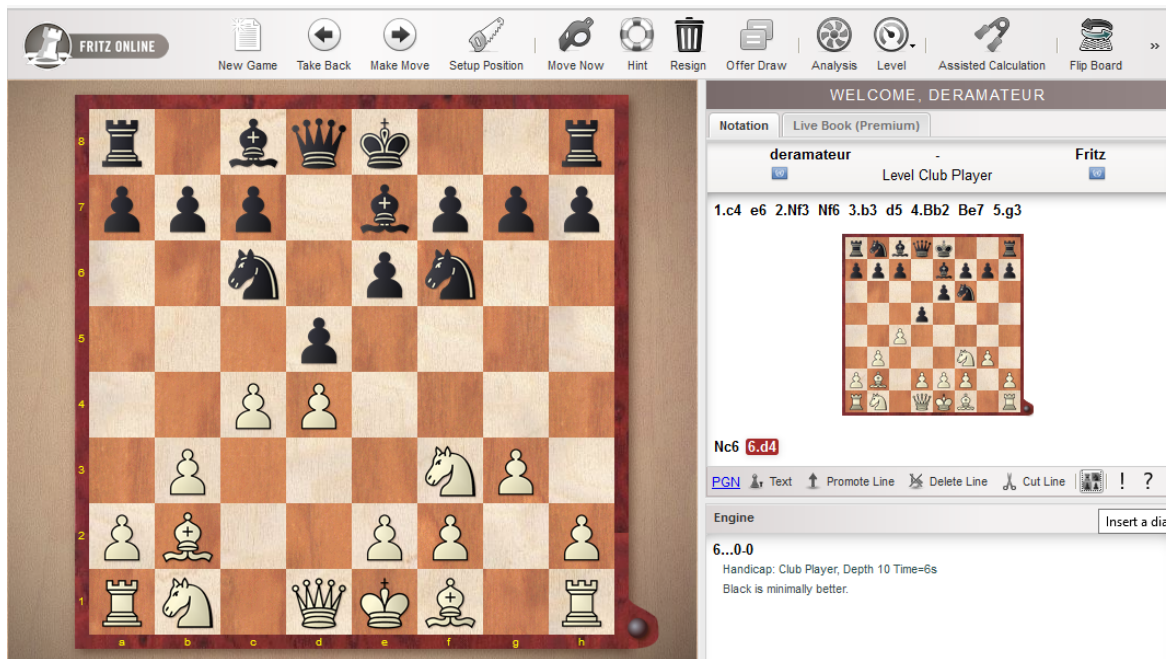 FRITZ ONLINE
New Game Take Back Make Move Setup Position Move Now Hint Resign Offer Draw Analysis Level Assisted Calculation Flip Board »
WELCOME, DERAMATEUR
Notation Live Book (Premium)
deramateur - Fritz
Level Club Player
1.c4 e6 2.Nf3 Nf6 3.b3 d5 4.Bb2 Be7 5.g3
Nc6 6.d4
PGN Text Promote Line Delete Line Cut Line ! ?
Engine
Insert a dia
6...0-0
Handicap: Club Player, Depth 10 Time=6s
Black is minimally better.
8
7
6
5
4
3
2
1
a b c d e f g h